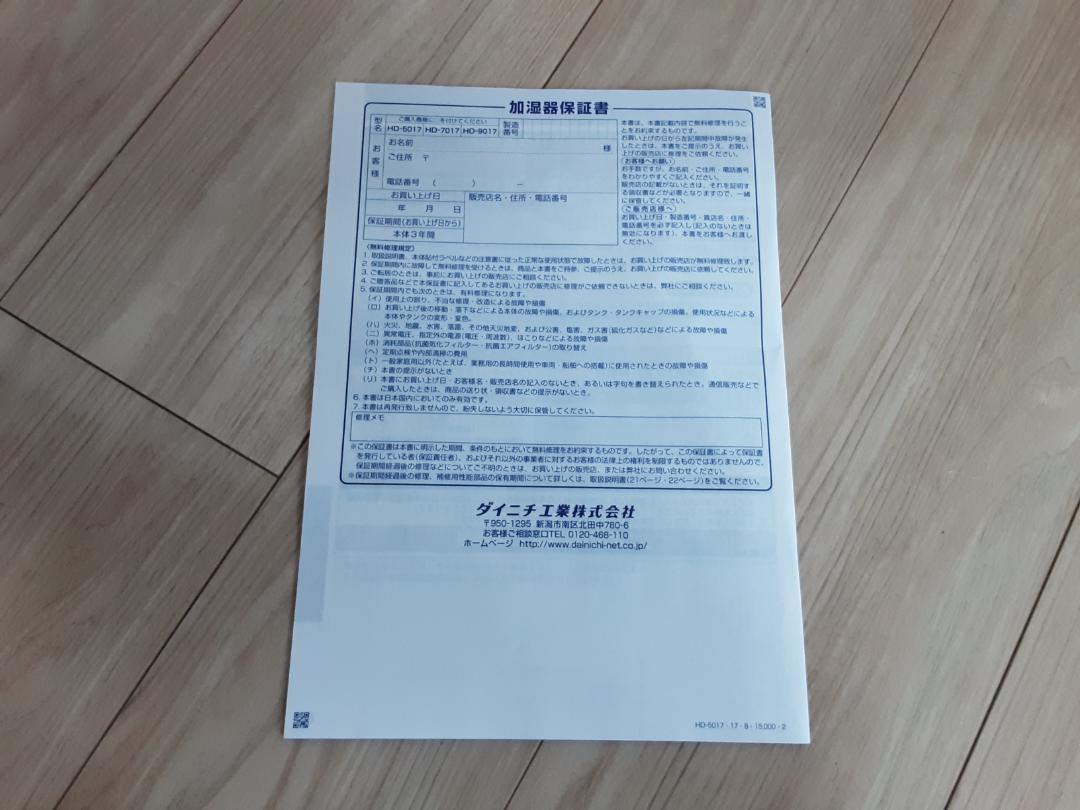 加湿器保証書
型名
ご購入機種に○を付けてください
HD-5017 HD-7017 HD-9017
製造番号
お客様
お名前 様
ご住所 〒
電話番号 ( ) −
お買い上げ日
年 月 日
保証期間(お買い上げ日から)
本体3年間
販売店名・住所・電話番号
本書は、本書記載内容で無料修理を行うこ
とをお約束するものです。
お買い上げの日から左記期間中故障が発生
したときは、本書をご提示のうえ、お買い
上げの販売店に修理をご依頼ください。
(お客様へお願い)
お手数ですが、お名前・ご住所・電話番号
をわかりやすくご記入ください。
販売店の記載がないときは、それを証明す
る領収書などが必要となりますので、一緒
に保管してください。
(ご販売店様へ)
お買い上げ日・製造番号・貴店名・住所・
電話番号を必ず記入し(記入のないときは
無効になります)、本書をお客様へお渡し
ください。
(無料修理規定)
1. 取扱説明書、本体貼付ラベルなどの注意書に従った正常な使用状態で故障したときは、お買い上げの販売店が無料修理致します。
2. 保証期間内に故障して無料修理を受けるときは、商品と本書をご持参、ご提示のうえ、お買い上げの販売店に依頼してください。
3. ご転居のときは、事前にお買い上げの販売店にご相談ください。
4. ご贈答品などで本保証書に記入してあるお買い上げの販売店に修理がご依頼できないときは、弊社にご相談ください。
5. 保証期間内でも次のときは、有料修理になります。
(イ) 使用上の誤り、不当な修理・改造による故障や損傷
(ロ) お買い上げ後の移動・落下などによる本体の故障や損傷、およびタンク・タンクキャップの損傷、使用状況などによる
本体やタンクの変形・変色。
(ハ) 火災、地震、水害、落雷、その他天災地変、および公害、塩害、ガス害(硫化ガスなど)などによる故障や損傷
(ニ) 異常電圧、指定外の電源(電圧・周波数)、ほこりなどによる故障や損傷
(ホ) 消耗部品(抗菌気化フィルター・抗菌エアフィルター)の取り替え
(ヘ) 定期点検や内部清掃の費用
(ト) 一般家庭用以外(たとえば、業務用の長時間使用や車両・船舶への搭載)に使用されたときの故障や損傷
(チ) 本書の提示がないとき
(リ) 本書にお買い上げ日・お客様名・販売店名の記入のないとき、あるいは字句を書き替えられたとき。通信販売などで
ご購入したときは、商品の送り状・領収書などの提示がないとき。
6. 本書は日本国内においてのみ有効です。
7. 本書は再発行致しませんので、紛失しないよう大切に保管してください。
修理メモ
※この保証書は本書に明示した期間、条件のもとにおいて無料修理をお約束するものです。したがって、この保証書によって保証書
を発行している者(保証責任者)、およびそれ以外の事業者に対するお客様の法律上の権利を制限するものではありませんので、
保証期間経過後の修理などについてご不明のときは、お買い上げの販売店、または弊社にお問い合わせください。
※保証期間経過後の修理、補修用性能部品の保有期間について詳しくは、取扱説明書(21ページ・22ページ)をご覧ください。
ダイニチ工業株式会社
〒950-1295 新潟市南区北田中780-6
お客様ご相談窓口TEL 0120-468-110
ホームページ http://www.dainichi-net.co.jp/
HD-5017・17・8・15,000・2